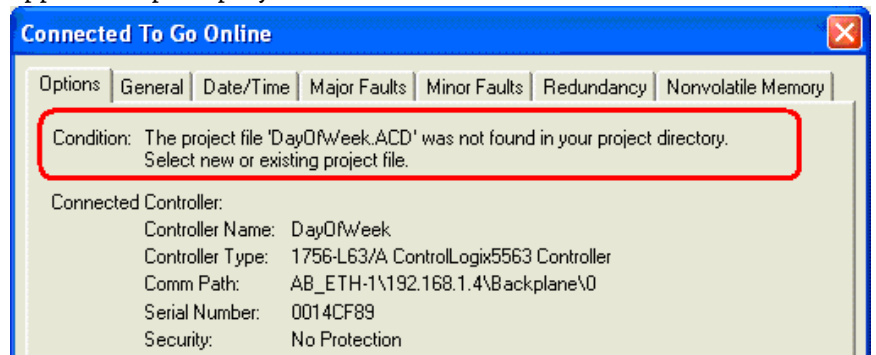 Connected To Go Online
Options General Date/Time Major Faults Minor Faults Redundancy Nonvolatile Memory
Condition: The project file 'DayOfWeek.ACD' was not found in your project directory.
Select new or existing project file.
Connected Controller:
Controller Name: DayOfWeek
Controller Type: 1756-L63/A ControlLogix5563 Controller
Comm Path: AB_ETH-1\192.168.1.4\Backplane\0
Serial Number: 0014CF89
Security: No Protection